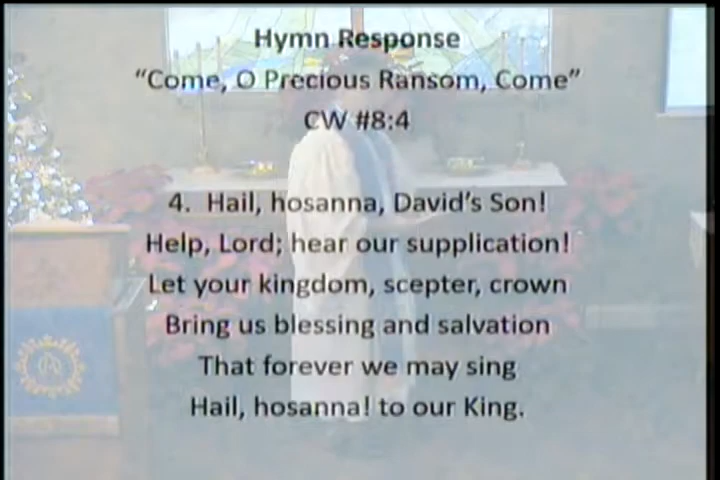 Hymn Response
“Come, O Precious Ransom, Come”
CW #8:4
4. Hail, hosanna, David’s Son!
Help, Lord; hear our supplication!
Let your kingdom, scepter, crown
Bring us blessing and salvation
That forever we may sing
Hail, hosanna! to our King.